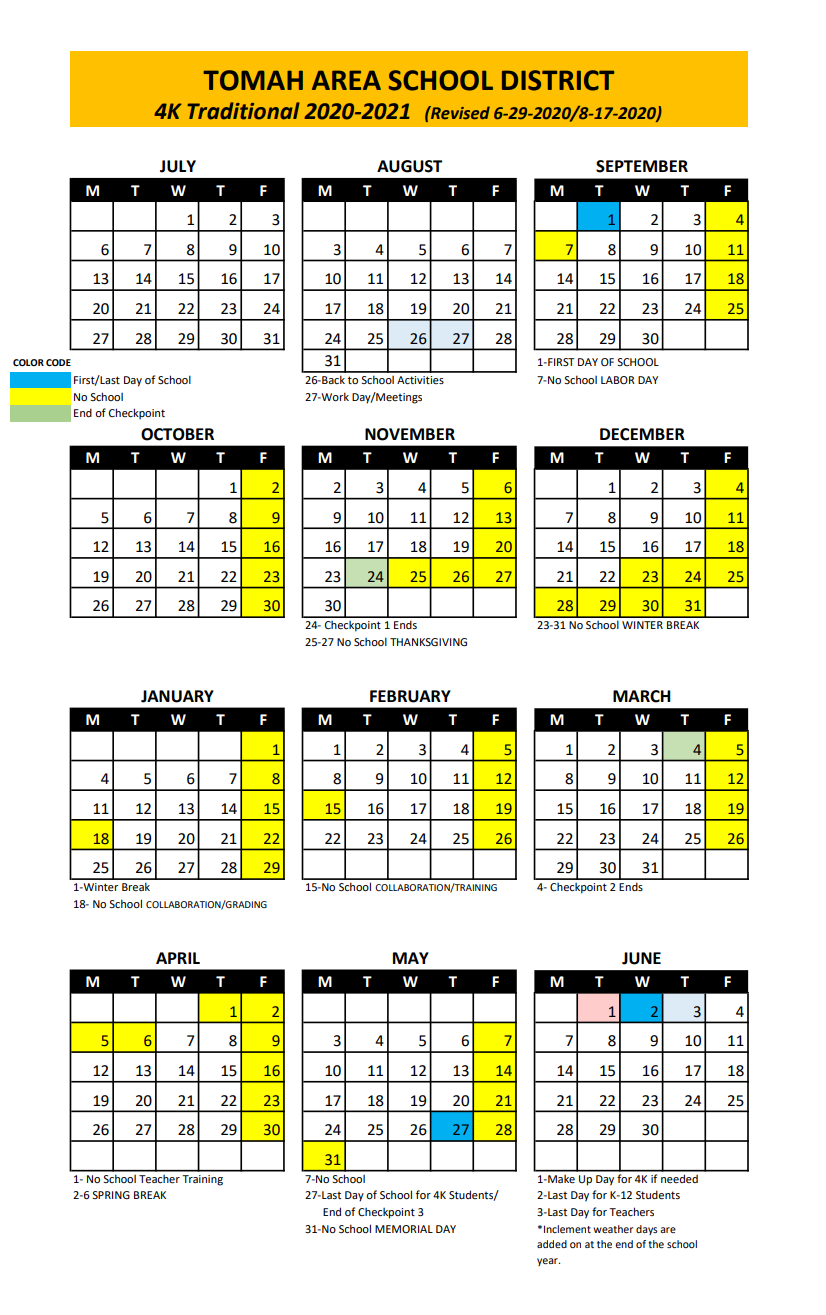 TOMAH AREA SCHOOL DISTRICT
4K Traditional 2020-2021 (Revised 6-29-2020/8-17-2020)
JULY
M T W T F
1 2 3
6 7 8 9 10
13 14 15 16 17
20 21 22 23 24
27 28 29 30 31
AUGUST
M T W T F
3 4 5 6 7
10 11 12 13 14
17 18 19 20 21
24 25 26 27 28
31
26-Back to School Activities
27-Work Day/Meetings
SEPTEMBER
M T W T F
1 2 3 4
7 8 9 10 11
14 15 16 17 18
21 22 23 24 25
28 29 30
1-FIRST DAY OF SCHOOL
7-No School LABOR DAY
COLOR CODE
First/Last Day of School
No School
End of Checkpoint
OCTOBER
M T W T F
1 2
5 6 7 8 9
12 13 14 15 16
19 20 21 22 23
26 27 28 29 30
NOVEMBER
M T W T F
2 3 4 5 6
9 10 11 12 13
16 17 18 19 20
23 24 25 26 27
30
24- Checkpoint 1 Ends
25-27 No School THANKSGIVING
DECEMBER
M T W T F
1 2 3 4
7 8 9 10 11
14 15 16 17 18
21 22 23 24 25
28 29 30 31
23-31 No School WINTER BREAK
JANUARY
M T W T F
1
4 5 6 7 8
11 12 13 14 15
18 19 20 21 22
25 26 27 28 29
1-Winter Break
18- No School COLLABORATION/GRADING
FEBRUARY
M T W T F
1 2 3 4 5
8 9 10 11 12
15 16 17 18 19
22 23 24 25 26
15-No School COLLABORATION/TRAINING
MARCH
M T W T F
1 2 3 4 5
8 9 10 11 12
15 16 17 18 19
22 23 24 25 26
29 30 31
4- Checkpoint 2 Ends
APRIL
M T W T F
1 2
5 6 7 8 9
12 13 14 15 16
19 20 21 22 23
26 27 28 29 30
1- No School Teacher Training
2-6 SPRING BREAK
MAY
M T W T F
3 4 5 6 7
10 11 12 13 14
17 18 19 20 21
24 25 26 27 28
31
7-No School
27-Last Day of School for 4K Students/
End of Checkpoint 3
31-No School MEMORIAL DAY
JUNE
M T W T F
1 2 3 4
7 8 9 10 11
14 15 16 17 18
21 22 23 24 25
28 29 30
1-Make Up Day for 4K if needed
2-Last Day for K-12 Students
3-Last Day for Teachers
*Inclement weather days are
added on at the end of the school
year.